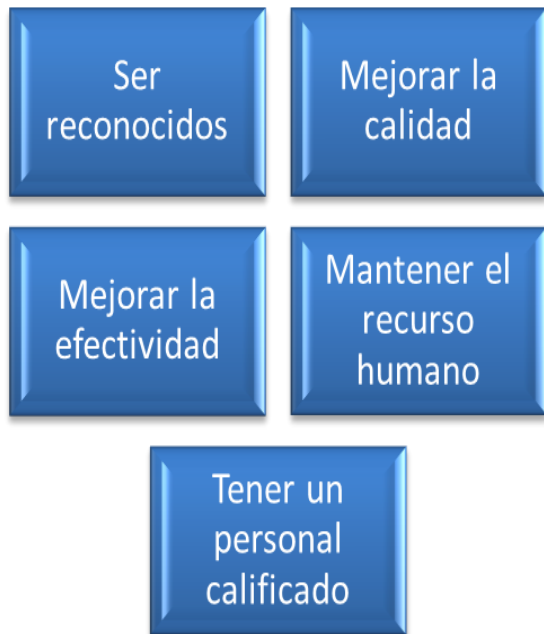 Ser
reconocidos
Mejorar la
calidad
Mejorar la
efectividad
Mantener el
recurso
humano
Tener un
personal
calificado